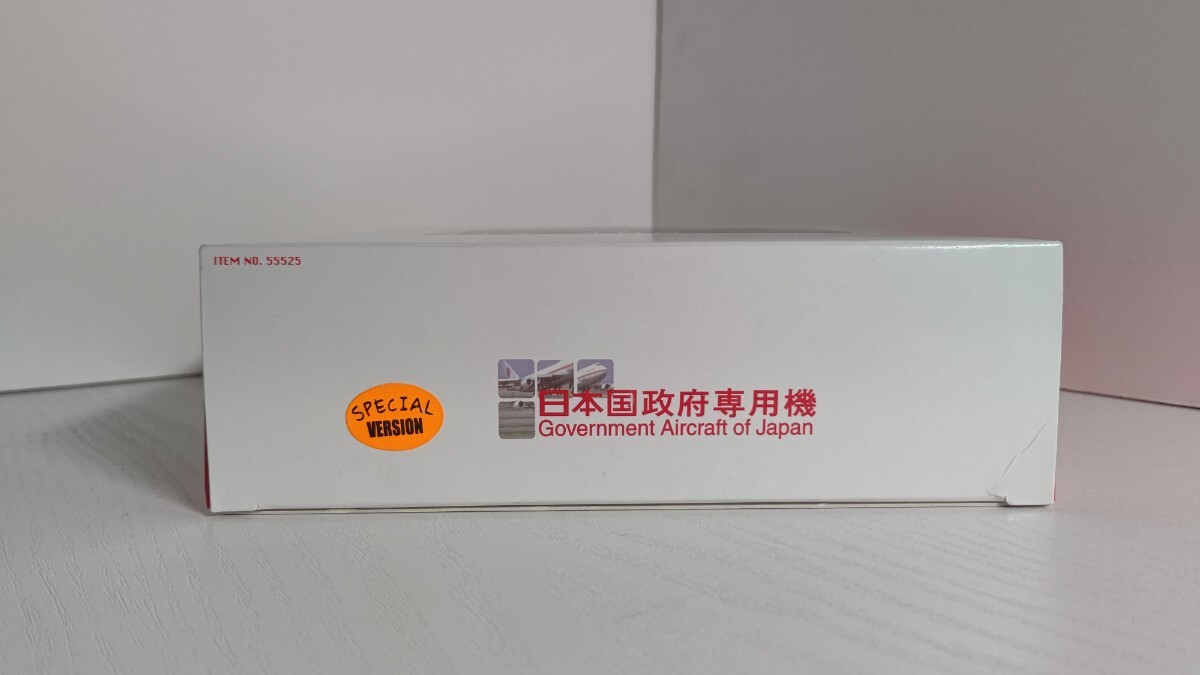 ITEM NO. 55525
SPECIAL
VERSION
日本国政府専用機
Government Aircraft of Japan